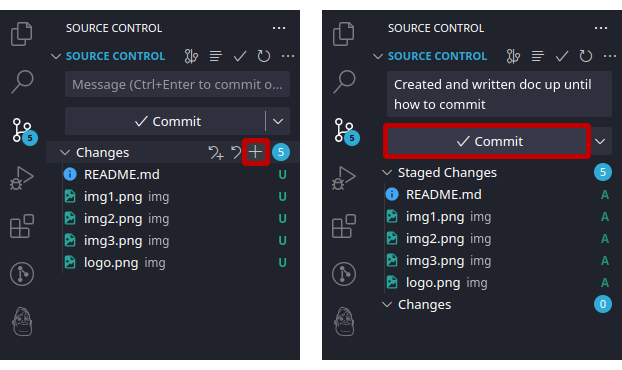 SOURCE CONTROL
SOURCE CONTROL
Message (Ctrl+Enter to commit o...
Commit
Changes 5
5
README.md U
img1.png img U
img2.png img U
img3.png img U
logo.png img U
SOURCE CONTROL
SOURCE CONTROL
Created and written doc up until
how to commit
Commit
5
Staged Changes 5
README.md A
img1.png img A
img2.png img A
img3.png img A
logo.png img A
Changes 0